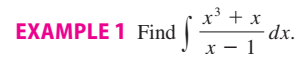 EXAMPLE 1 Find ∫ (x³ + x)/(x − 1) dx.